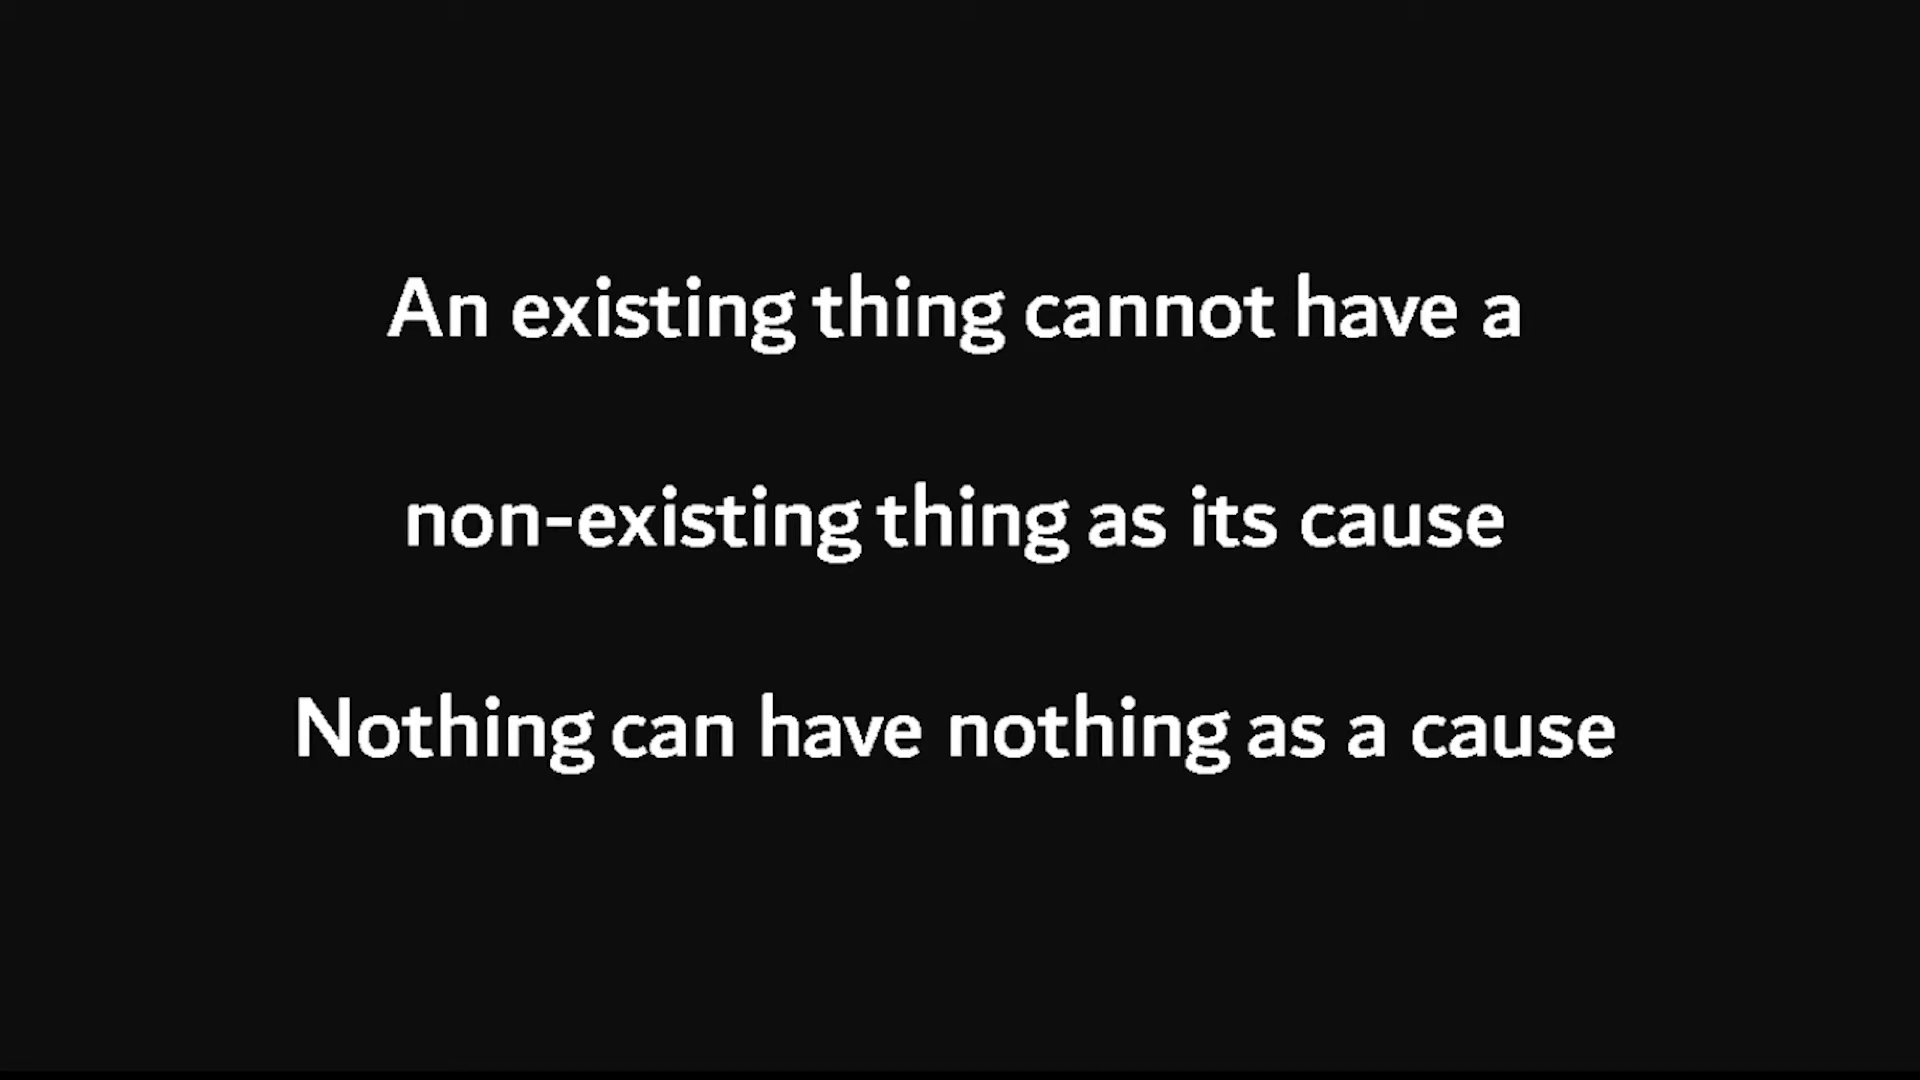 An existing thing cannot have a
non-existing thing as its cause
Nothing can have nothing as a cause